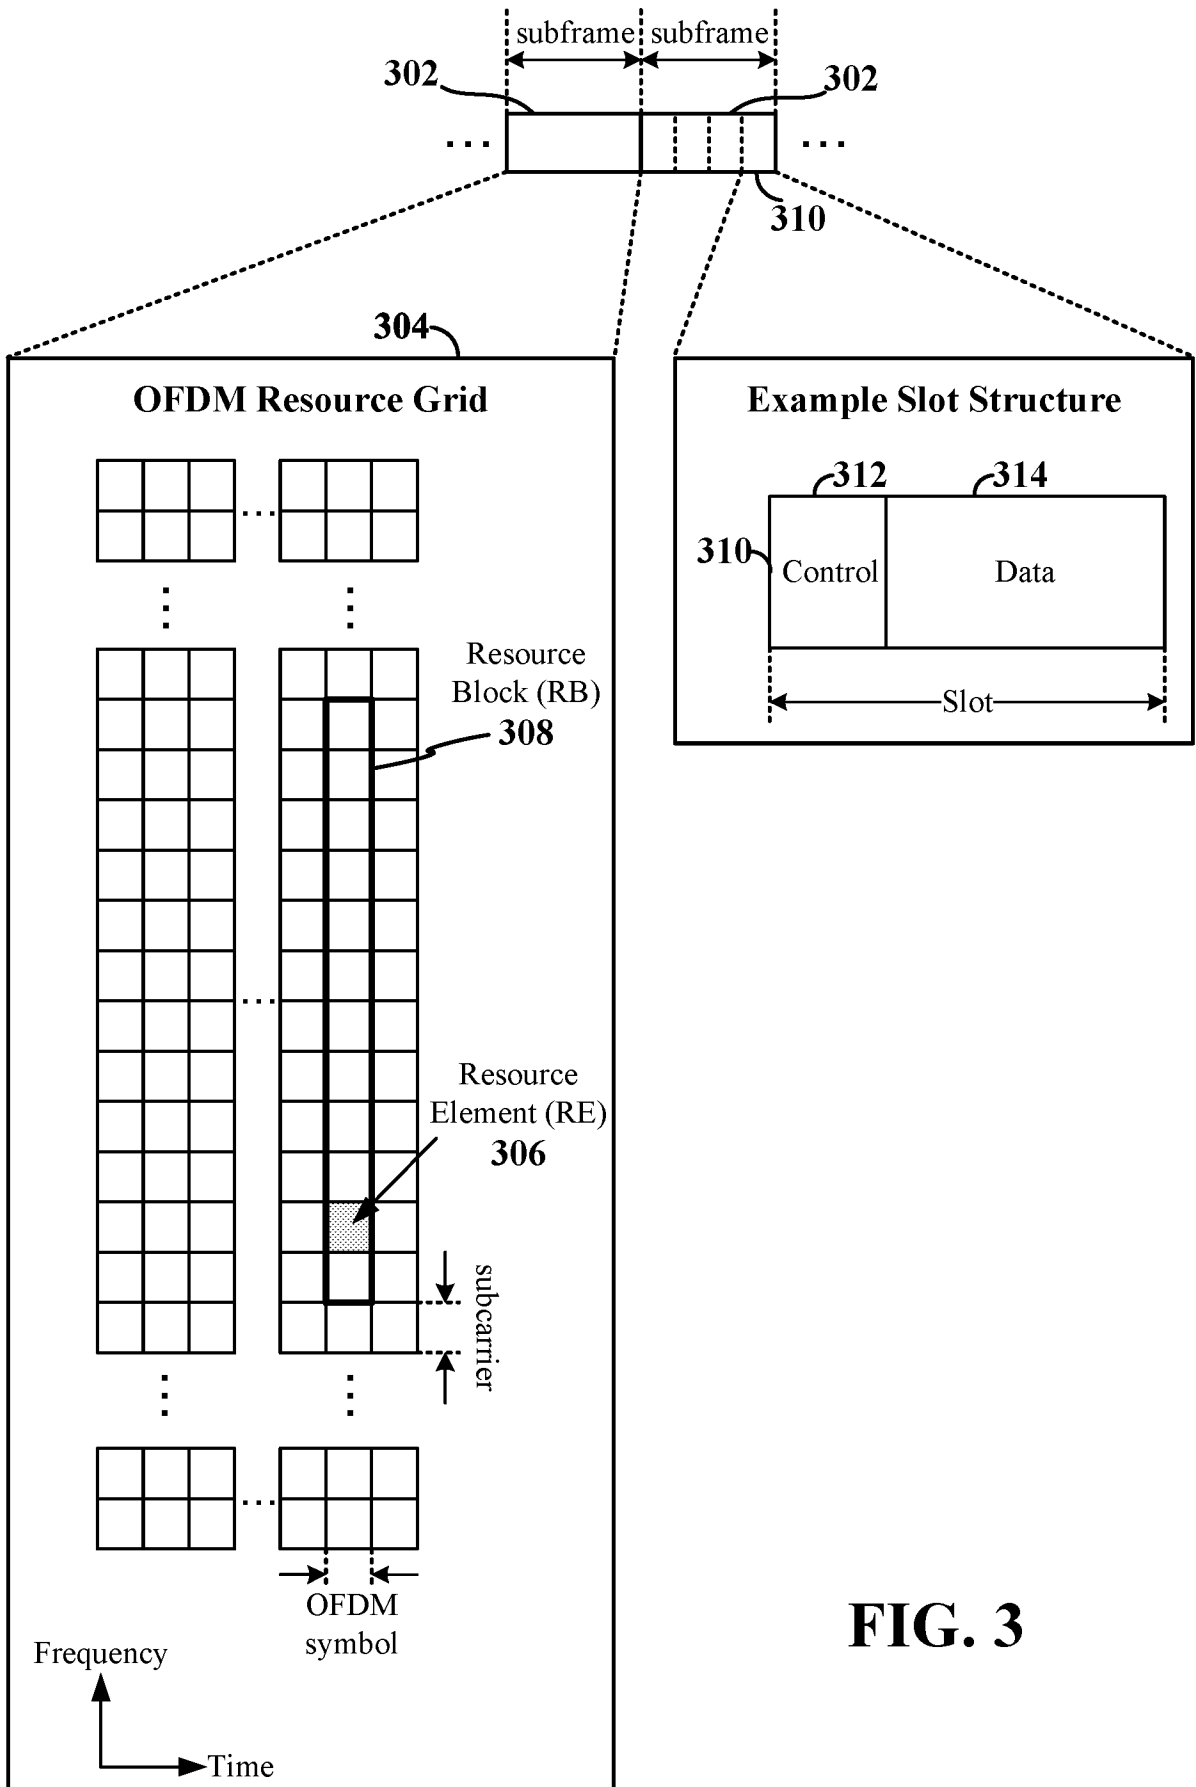 subframe subframe
302 302
310
304
OFDM Resource Grid
Example Slot Structure
312 314
310
Control Data
Slot
Resource
Block (RB)
308
Resource
Element (RE)
306
subcarrier
OFDM
symbol
Frequency
Time
FIG. 3